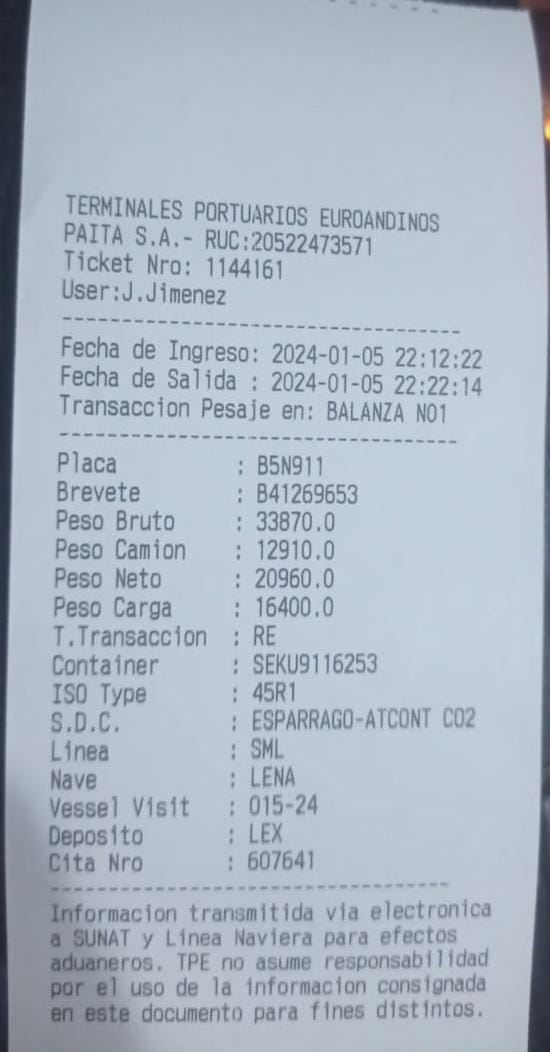 TERMINALES PORTUARIOS EUROANDINOS
PAITA S.A.- RUC:20522473571
Ticket Nro: 1144161
User:J.Jimenez
---------------------------------
Fecha de Ingreso: 2024-01-05 22:12:22
Fecha de Salida : 2024-01-05 22:22:14
Transaccion Pesaje en: BALANZA NO1
---------------------------------
Placa : B5N911
Brevete : B41269653
Peso Bruto : 33870.0
Peso Camion : 12910.0
Peso Neto : 20960.0
Peso Carga : 16400.0
T.Transaccion : RE
Container : SEKU9116253
ISO Type : 45R1
S.D.C. : ESPARRAGO-ATCONT CO2
Linea : SML
Nave : LENA
Vessel Visit : 015-24
Deposito : LEX
Cita Nro : 607641
---------------------------------
Informacion transmitida via electronica
a SUNAT y Linea Naviera para efectos
aduaneros. TPE no asume responsabilidad
por el uso de la informacion consignada
en este documento para fines distintos.